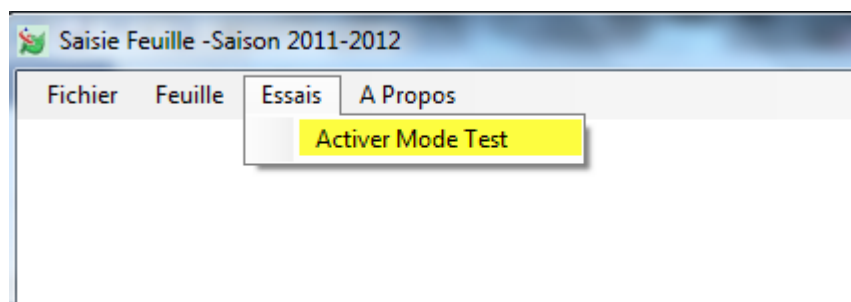 Saisie Feuille -Saison 2011-2012
Fichier Feuille Essais A Propos
Activer Mode Test